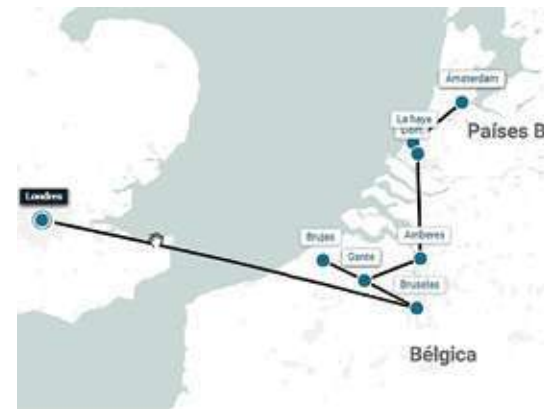 Ámsterdam
La haya
Países B
Londres
Brujas
Amberes
Gante
Bruselas
Bélgica